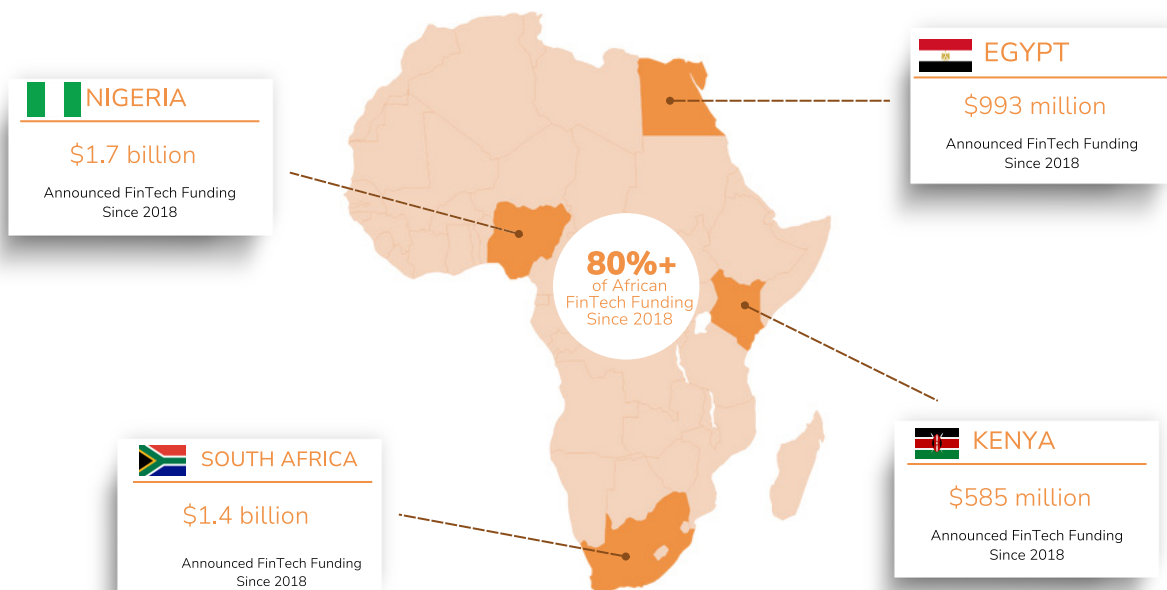 NIGERIA
$1.7 billion
Announced FinTech Funding
Since 2018
EGYPT
$993 million
Announced FinTech Funding
Since 2018
80%+
of African
FinTech Funding
Since 2018
SOUTH AFRICA
$1.4 billion
Announced FinTech Funding
Since 2018
KENYA
$585 million
Announced FinTech Funding
Since 2018